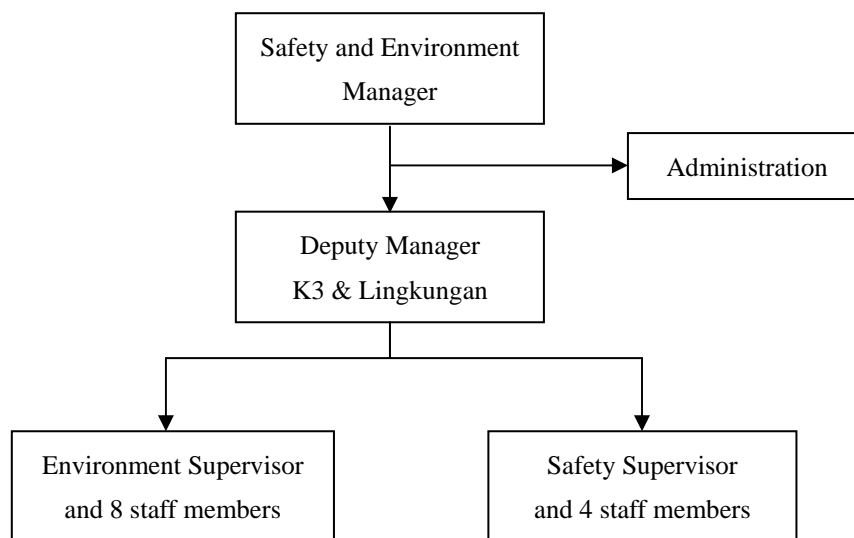 Safety and Environment
Manager
Administration
Deputy Manager
K3 & Lingkungan
Environment Supervisor
and 8 staff members
Safety Supervisor
and 4 staff members